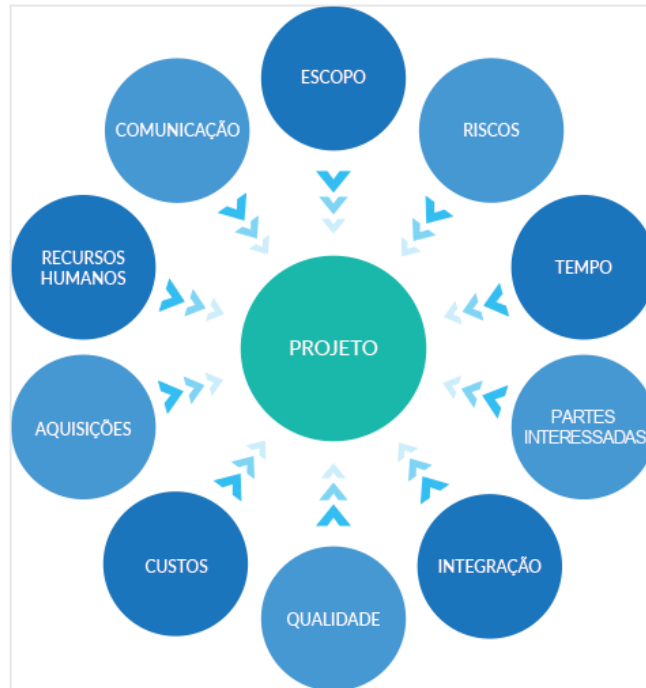 ESCOPO
COMUNICAÇÃO
RISCOS
RECURSOS
HUMANOS
TEMPO
PROJETO
AQUISIÇÕES
PARTES
INTERESSADAS
CUSTOS
INTEGRAÇÃO
QUALIDADE